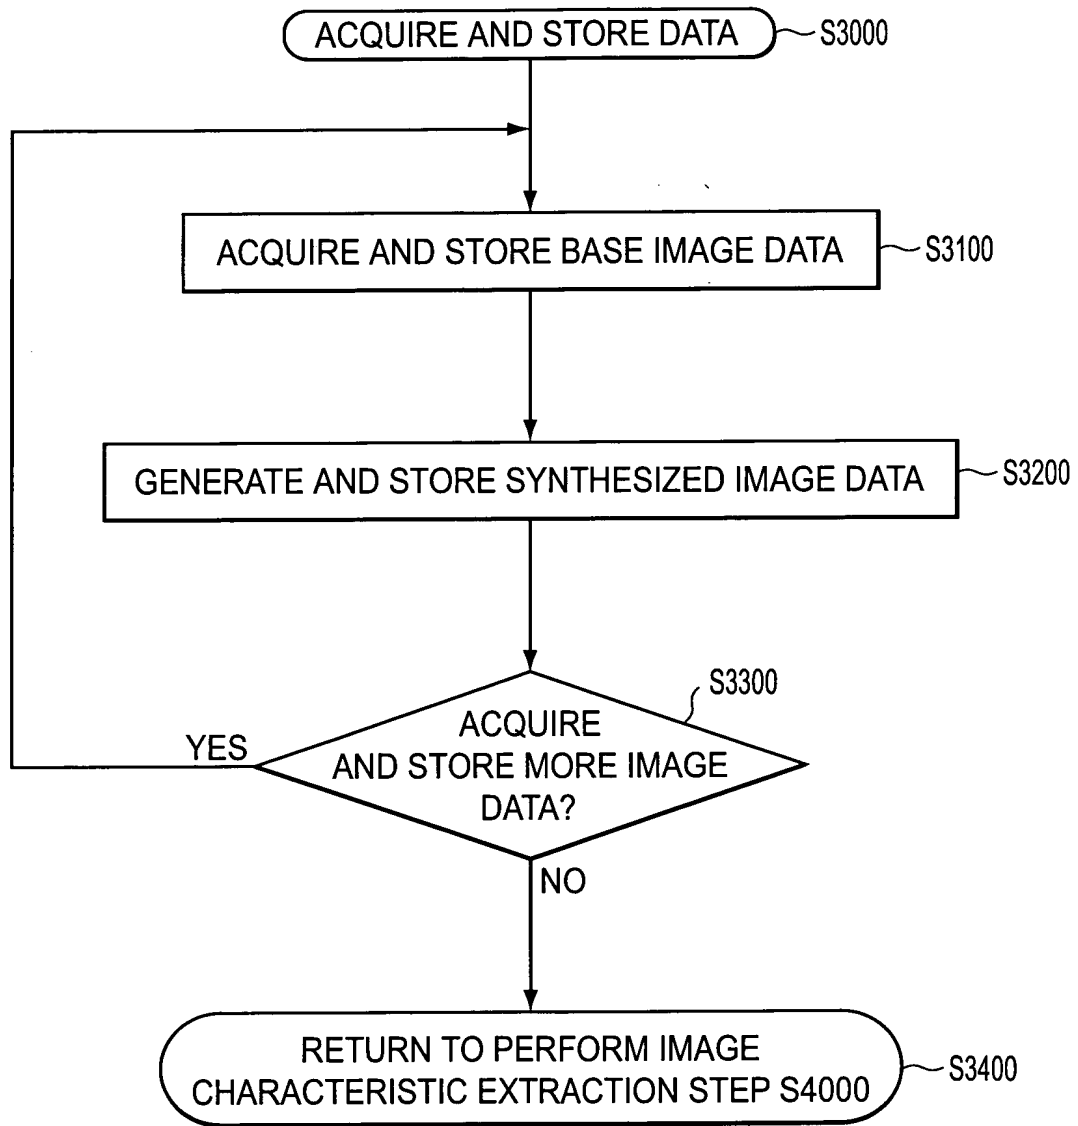 ACQUIRE AND STORE DATA
S3000
ACQUIRE AND STORE BASE IMAGE DATA
S3100
GENERATE AND STORE SYNTHESIZED IMAGE DATA
S3200
S3300
ACQUIRE
AND STORE MORE IMAGE
DATA?
YES
NO
RETURN TO PERFORM IMAGE
CHARACTERISTIC EXTRACTION STEP S4000
S3400